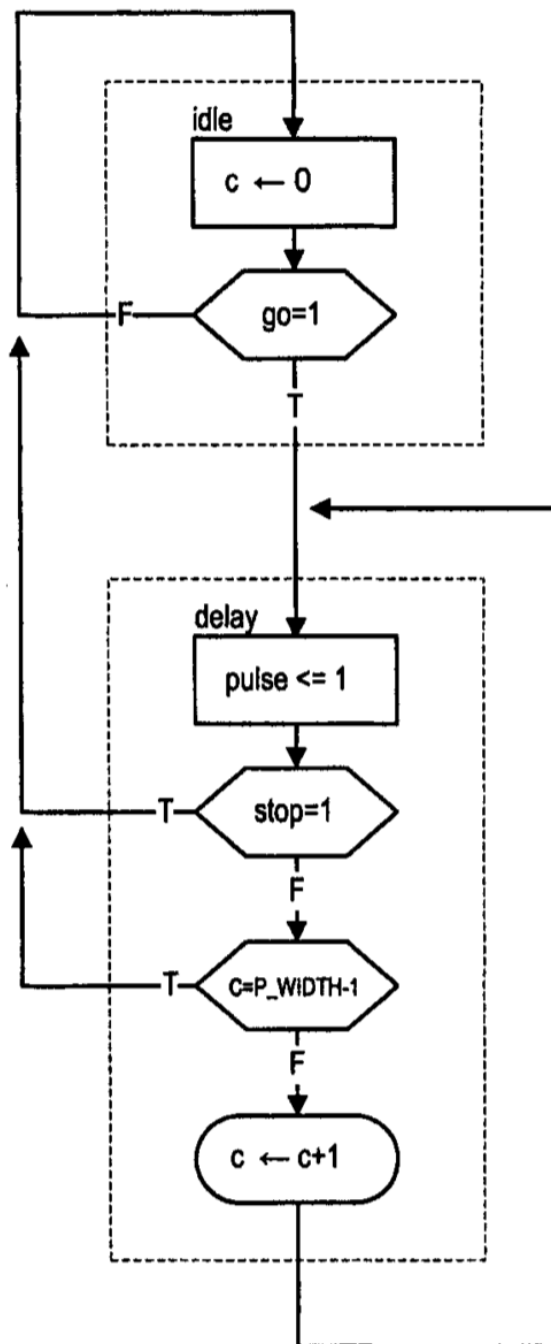 idle
c ← 0
F
go=1
T
delay
pulse <= 1
T
stop=1
F
T
C=P_WIDTH-1
F
c ← c+1